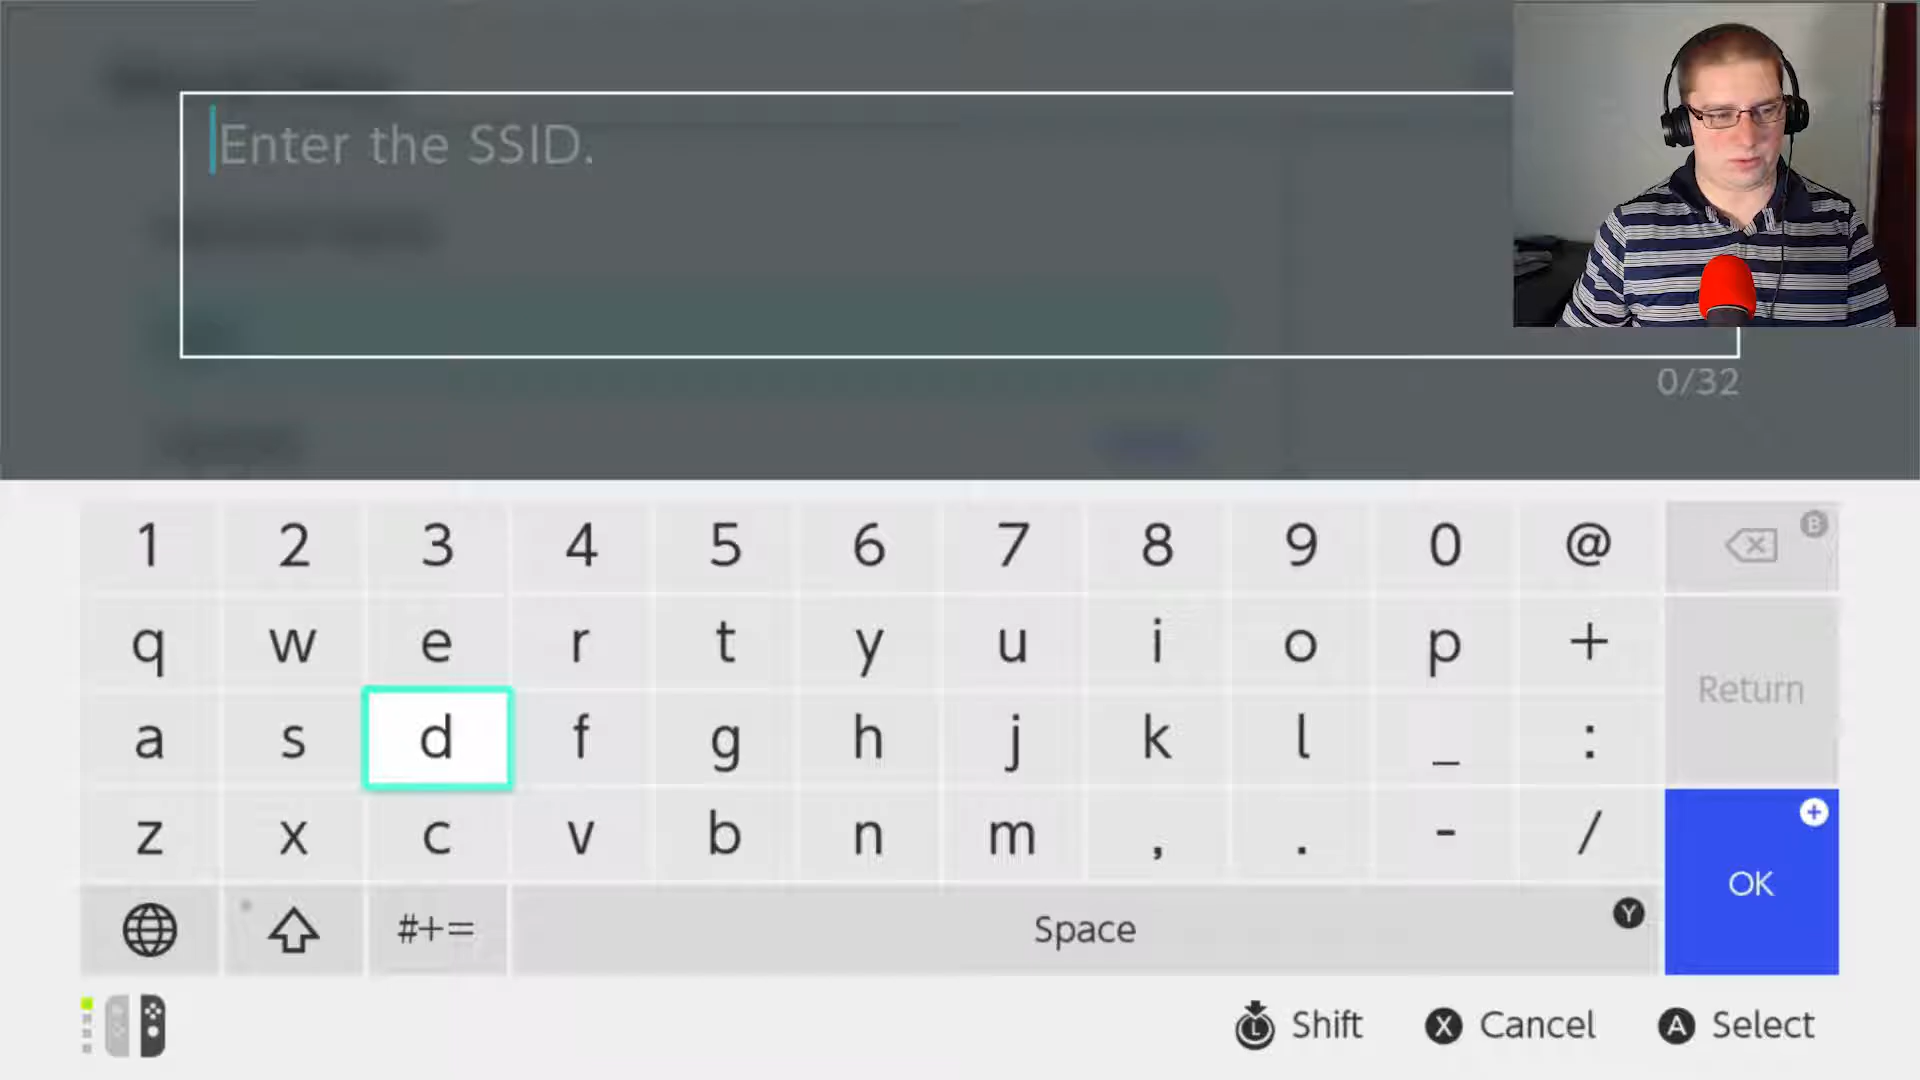 Enter the SSID.
0/32
1 2 3 4 5 6 7 8 9 0 @ B
q w e r t y u i o p +
Return
a s d f g h j k l _ :
z x c v b n m , . - / +
OK
#+= Space Y
L Shift X Cancel A Select